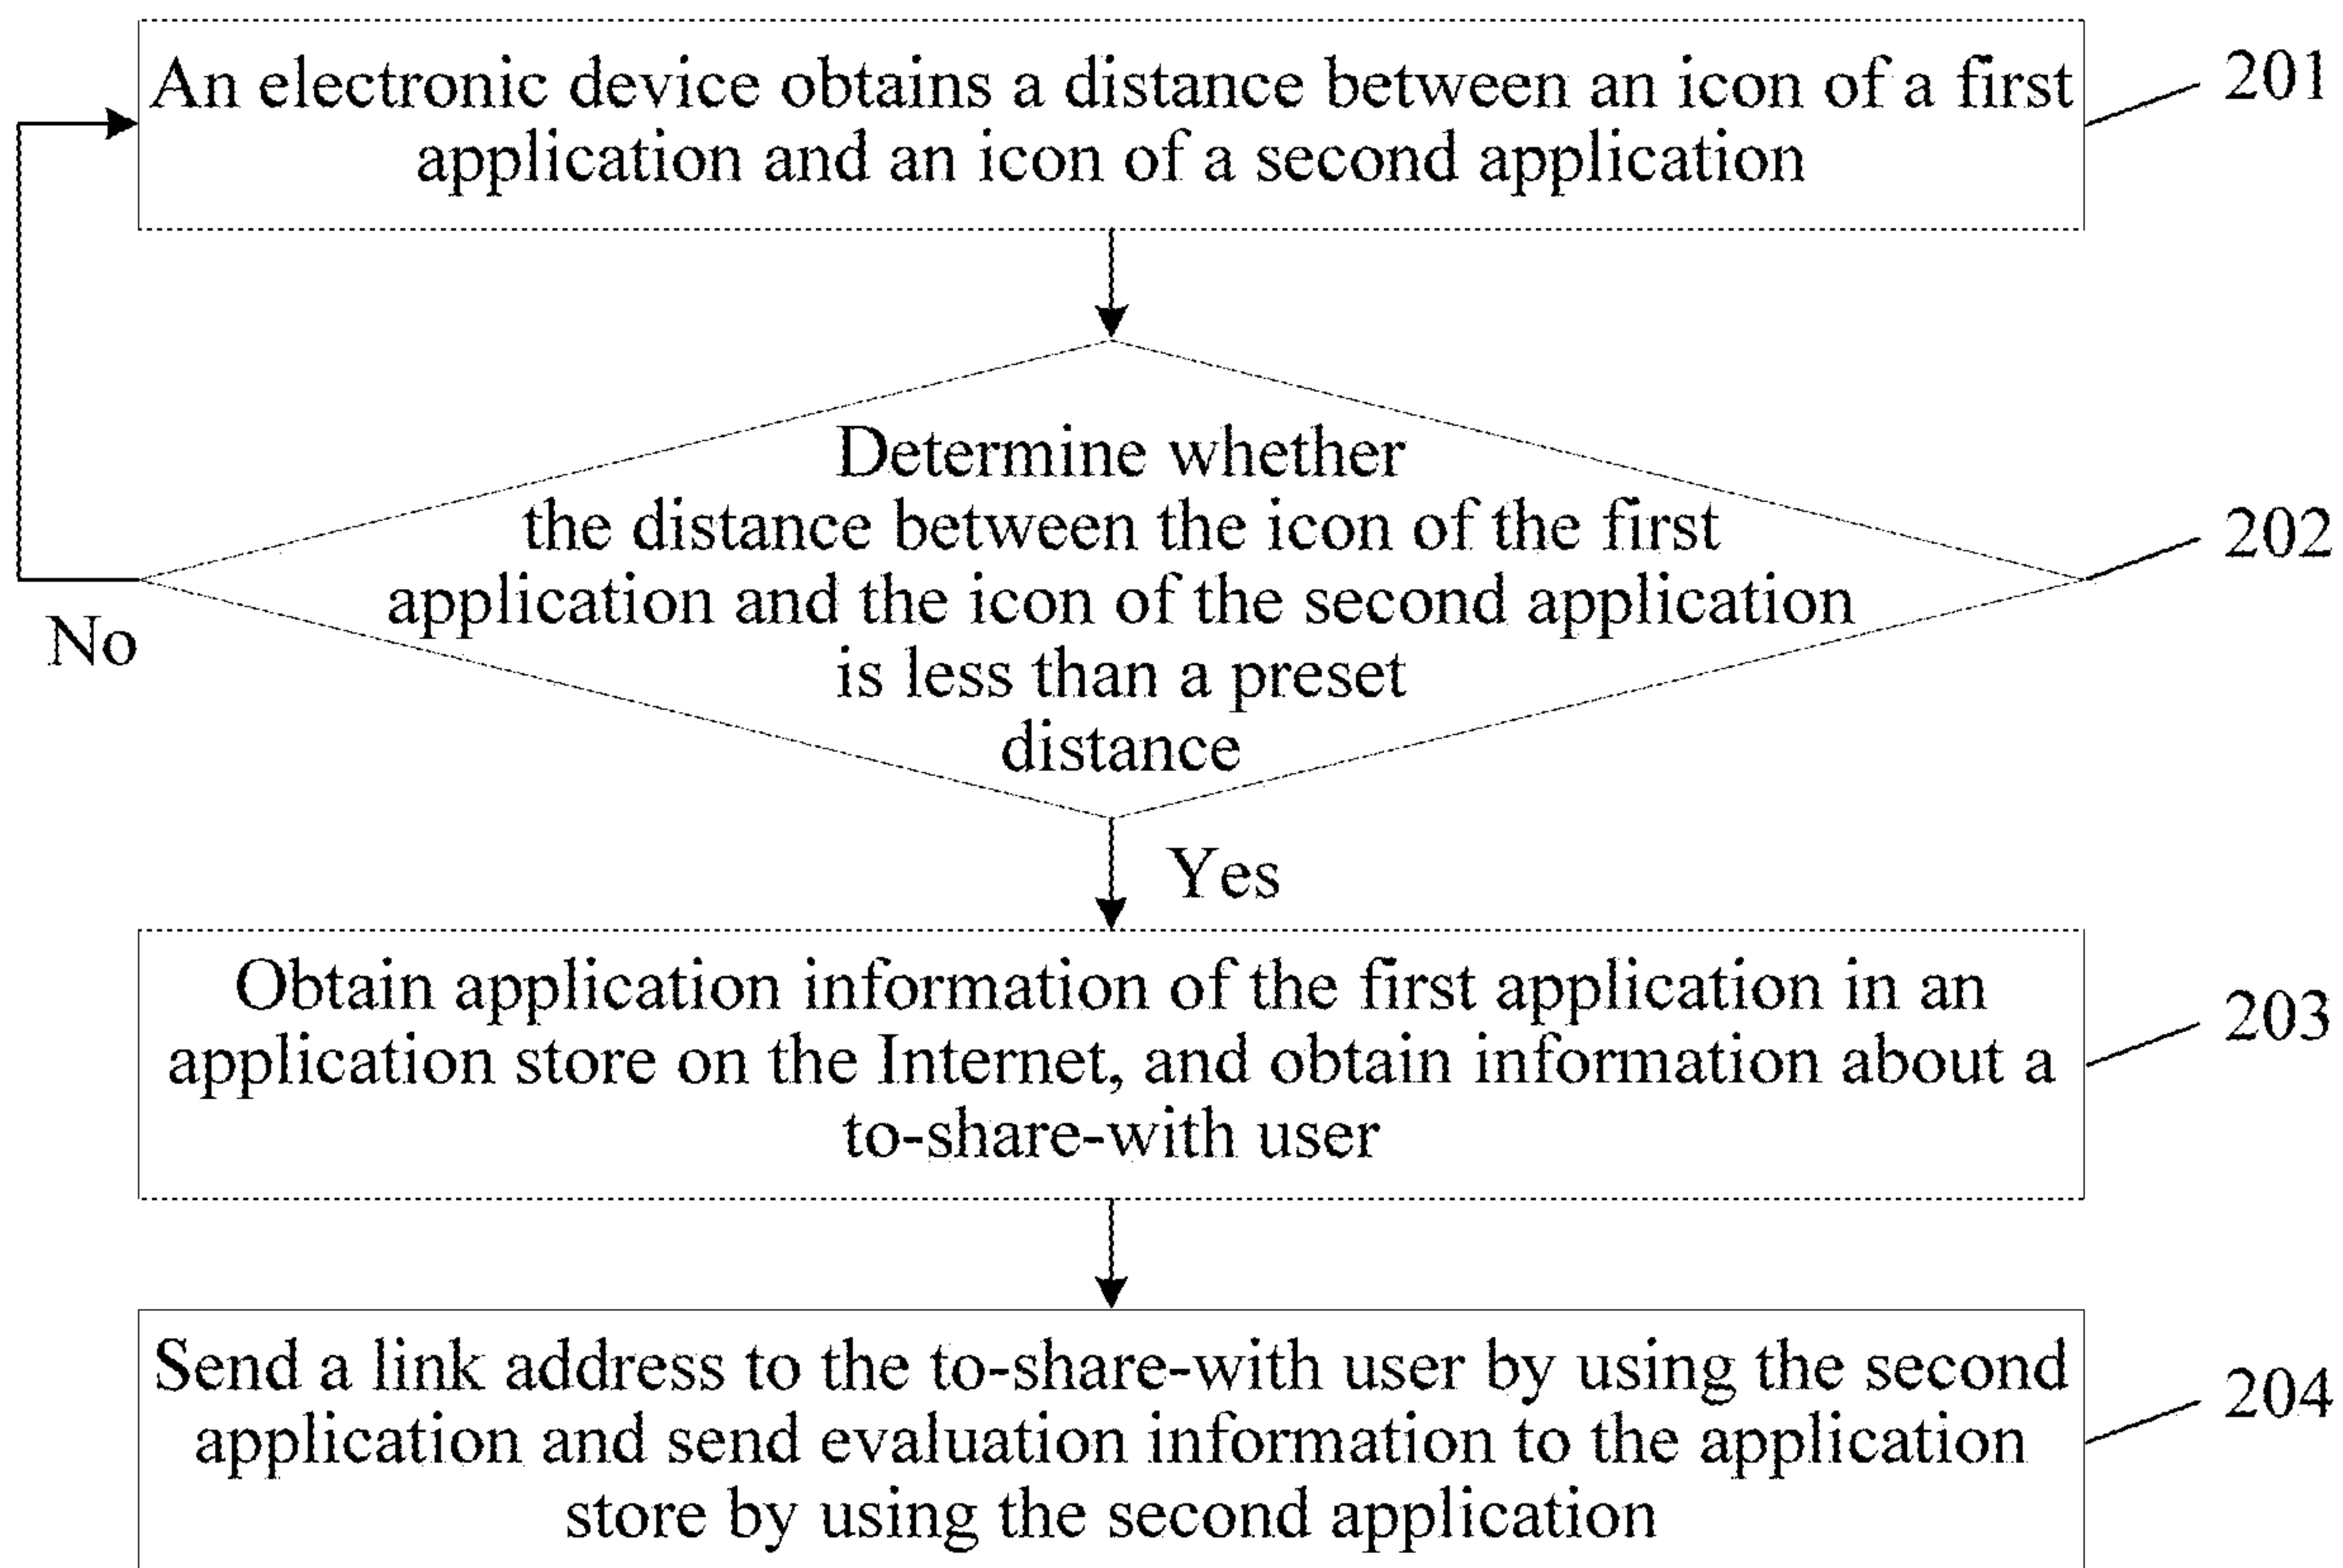 An electronic device obtains a distance between an icon of a first
application and an icon of a second application
201
Determine whether
the distance between the icon of the first
application and the icon of the second application
is less than a preset
distance
202
No
Yes
Obtain application information of the first application in an
application store on the Internet, and obtain information about a
to-share-with user
203
Send a link address to the to-share-with user by using the second
application and send evaluation information to the application
store by using the second application
204